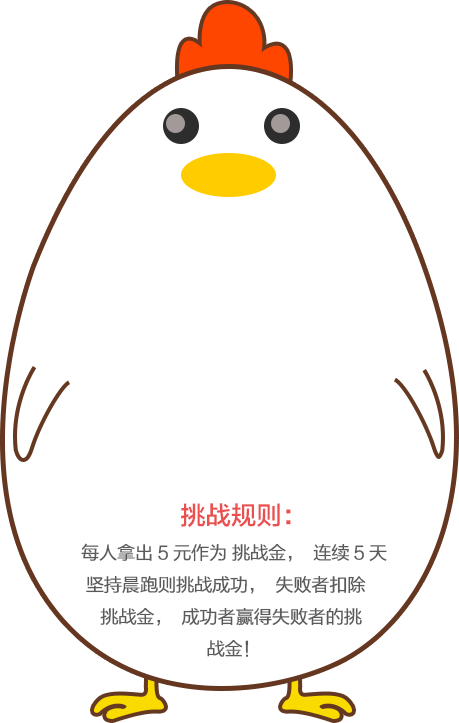 挑战规则：
每人拿出5元作为 挑战金， 连续5天
坚持晨跑则挑战成功， 失败者扣除
挑战金， 成功者赢得失败者的挑
战金！